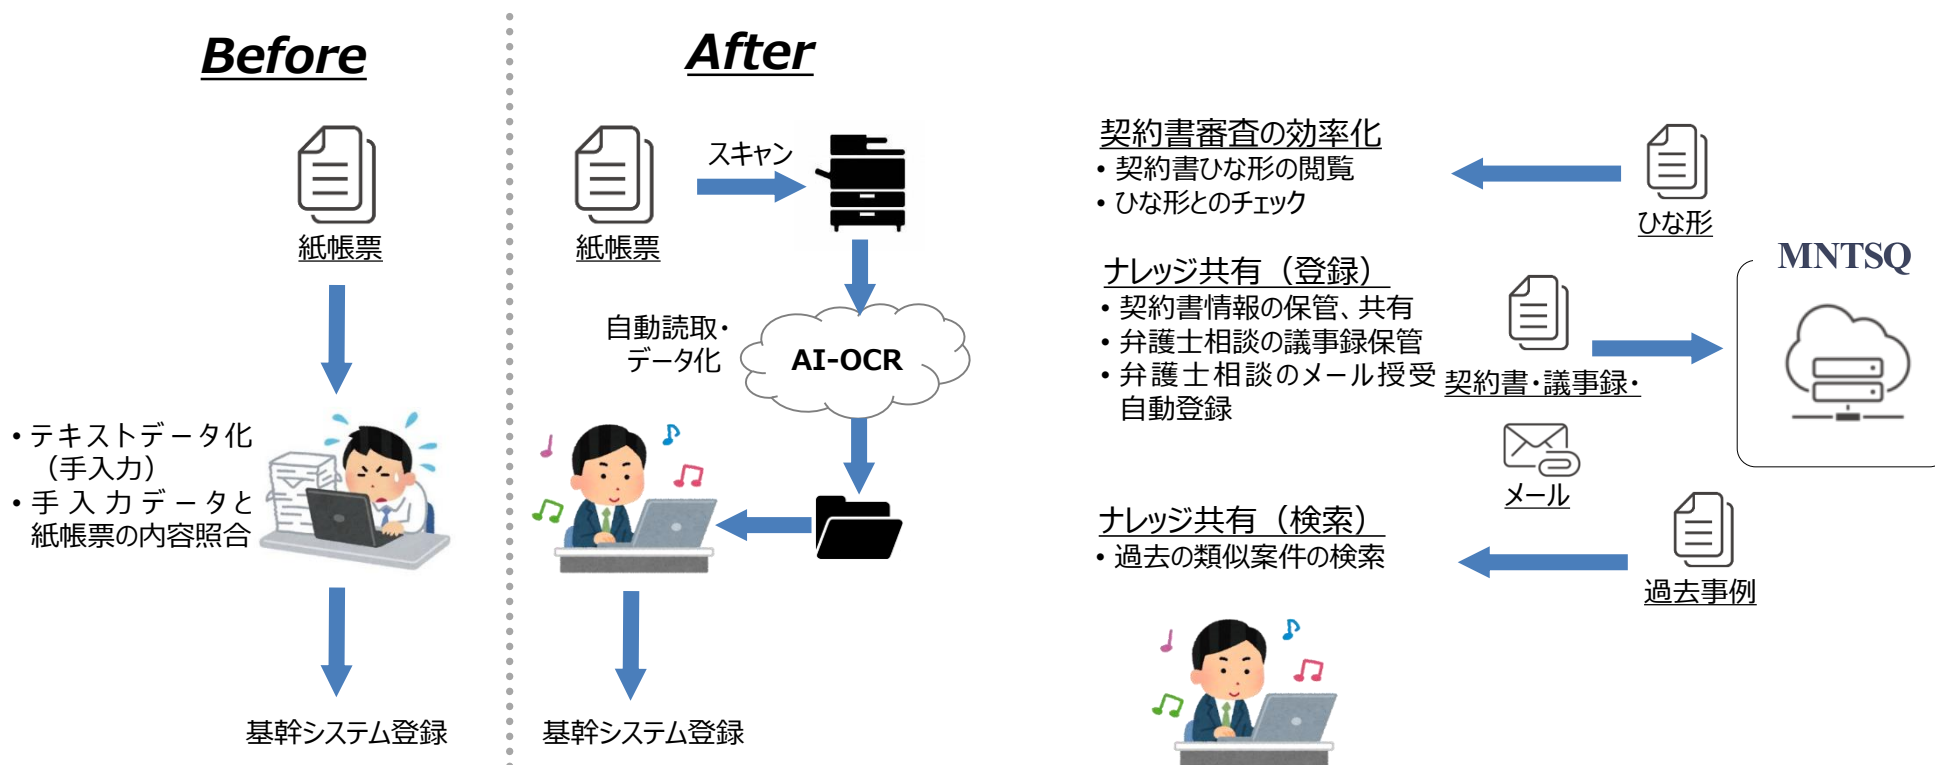 Before
紙帳票
・テキストデータ化
（手入力）
・手入力データと
紙帳票の内容照合
基幹システム登録
After
紙帳票
スキャン
自動読取・
データ化
AI-OCR
基幹システム登録
契約書審査の効率化
・契約書ひな形の閲覧
・ひな形とのチェック
ひな形
ナレッジ共有（登録）
・契約書情報の保管、共有
・弁護士相談の議事録保管
・弁護士相談のメール授受
自動登録
契約書・議事録・
メール
MNTSQ
ナレッジ共有（検索）
・過去の類似案件の検索
過去事例